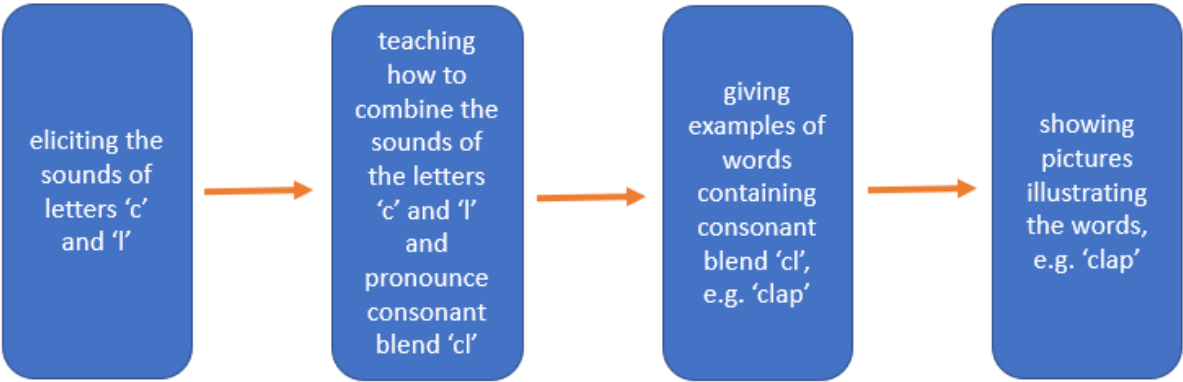 eliciting the
sounds of
letters ‘c’
and ‘l’
teaching
how to
combine the
sounds of
the letters
‘c’ and ‘l’
and
pronounce
consonant
blend ‘cl’
giving
examples of
words
containing
consonant
blend ‘cl’,
e.g. ‘clap’
showing
pictures
illustrating
the words,
e.g. ‘clap’